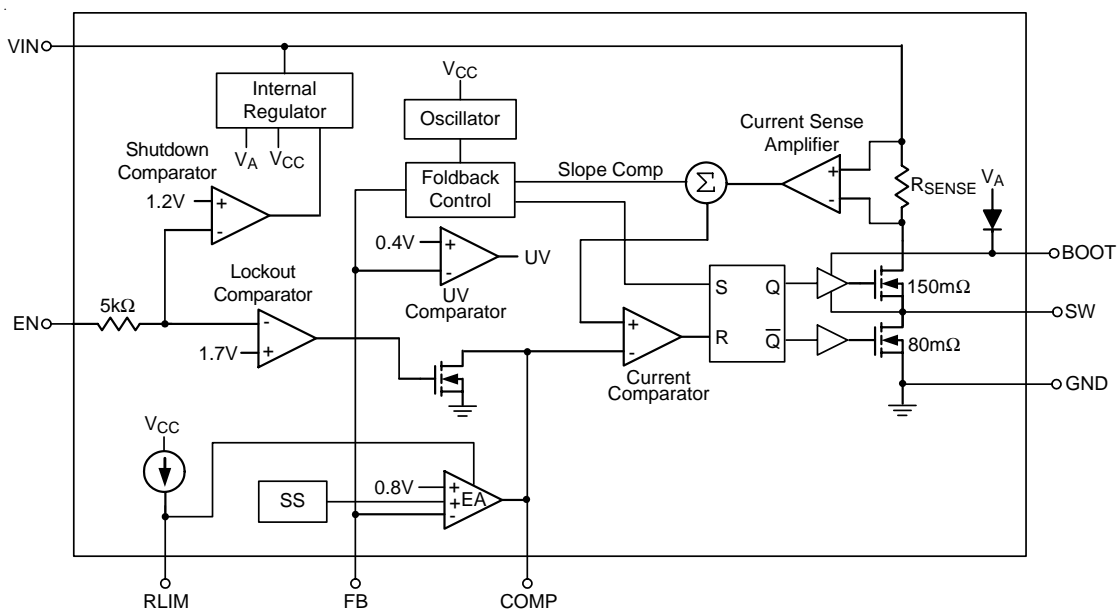 VIN
Internal
Regulator
VA
VCC
Shutdown
Comparator
1.2V
+
-
VCC
Oscillator
Foldback
Control
Slope Comp
Σ
Current Sense
Amplifier
+
-
RSENSE
VA
BOOT
0.4V
+
-
UV
UV
Comparator
Lockout
Comparator
5kΩ
EN
-
1.7V
+
+
-
Current
Comparator
S
Q
R
Q
150mΩ
SW
80mΩ
GND
VCC
SS
0.8V
+
+
-
EA
RLIM
FB
COMP